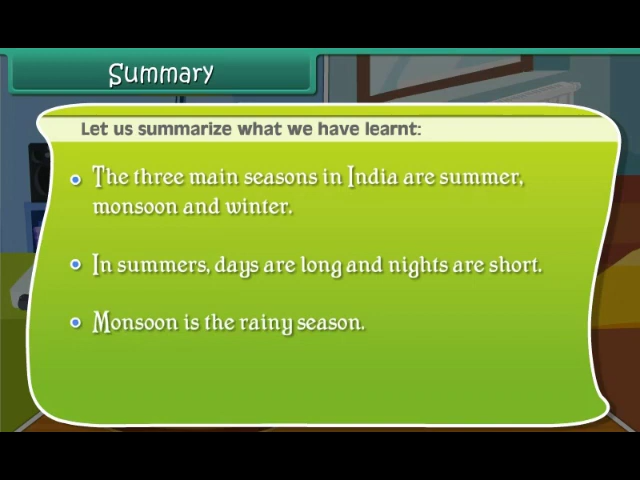 Summary
Let us summarize what we have learnt:
The three main seasons in India are summer,
monsoon and winter.
In summers, days are long and nights are short.
Monsoon is the rainy season.